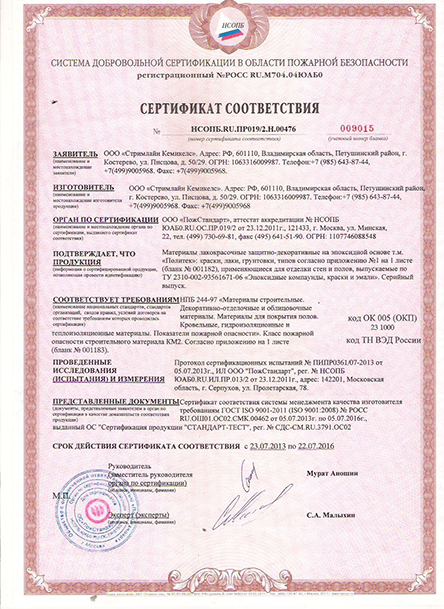 НСОПБ
СИСТЕМА ДОБРОВОЛЬНОЙ СЕРТИФИКАЦИИ В ОБЛАСТИ ПОЖАРНОЙ БЕЗОПАСНОСТИ
регистрационный №РОСС RU.М704.04ЮАБ0
СЕРТИФИКАТ СООТВЕТСТВИЯ
№ НСОПБ.RU.ПР019/2.Н.00476 009015
(номер сертификата соответствия) (учетный номер бланка)
ЗАЯВИТЕЛЬ ООО «Стримлайн Кемикелс». Адрес: РФ, 601110, Владимирская область, Петушинский район, г.
(наименование и местонахождение заявителя) Костерево, ул. Писцова, д. 50/29. ОГРН: 1063316009987. Телефон:+7 (985) 643-87-44,
Факс: +7(499)9005968. Факс: +7(499)9005968
ИЗГОТОВИТЕЛЬ ООО «Стримлайн Кемикелс». Адрес: РФ, 601110, Владимирская область, Петушинский район,
(наименование и местонахождение изготовителя продукции) г. Костерево, ул. Писцова, д. 50/29. ОГРН: 1063316009987. Телефон:+7 (985) 643-87-44,
+7(499)9005968. Факс: +7(499)9005968
ОРГАН ПО СЕРТИФИКАЦИИ ООО «ПожСтандарт», аттестат аккредитации № НСОПБ
(наименование и местонахождение органа по сертификации, выдавшего сертификат соответствия) ЮАБ0.RU.ОС.ПР.019/2 от 23.12.2011г., 121433, г. Москва, ул. Минская,
22, тел. (499) 730-69-81, факс (495) 641-51-90. ОГРН: 1107746088548
ПОДТВЕРЖДАЕТ, ЧТО Материалы лакокрасочные защитно-декоративные на эпоксидной основе т.м.
ПРОДУКЦИЯ «Политек»: краски, лаки, грунтовки, типов согласно приложению №1 на 1 листе
(информация о сертифицированной продукции, позволяющая провести идентификацию) (бланк № 001182), применяющиеся для отделки стен и полов, выпускаемые по
ТУ 2310-002-93561671-06 «Эпоксидные компаунды, краски и эмали». Серийный
выпуск.
СООТВЕТСТВУЕТ ТРЕБОВАНИЯМ НПБ 244-97 «Материалы строительные.
Декоративно-отделочные и облицовочные
материалы. Материалы для покрытия полов.
Кровельные, гидроизоляционные и
теплоизоляционные материалы. Показатели пожарной опасности». Класс пожарной
опасности строительного материала КМ2. Согласно приложению на 1 листе
(бланк № 001183).
код ОК 005 (ОКП)
23 1000
код ТН ВЭД России
ПРОВЕДЕННЫЕ Протокол сертификационных испытаний № ПИПР0361/07-2013 от
ИССЛЕДОВАНИЯ 05.07.2013г., ИЛ ООО "ПожСтандарт", рег. № НСОПБ
(ИСПЫТАНИЯ) И ИЗМЕРЕНИЯ ЮАБ0.RU.ИЛ.ПР.013/2 от 23.12.2011г., адрес: 142201, Московская
область, г. Серпухов, ул. Пролетарская, 78.
ПРЕДСТАВЛЕННЫЕ ДОКУМЕНТЫ Сертификат системы менеджмента качества изготовителя
(документы, представленные заявителем в орган по сертификации в качестве доказательств соответствия продукции) требованиям ГОСТ ISO 9001-2011 (ISO 9001:2008) № РОСС
RU.ОШ01.ОС02.СМК.00462 от 05.07.2013г. по 05.07.2016г.,
выданный ОС "Сертификация продукции "СТАНДАРТ-ТЕСТ", рег. № СДС-СМ.RU.3791.ОС02
СРОК ДЕЙСТВИЯ СЕРТИФИКАТА СООТВЕТСТВИЯ с 23.07.2013 по 22.07.2016
Руководитель
(заместитель руководителя
органа по сертификации)
(подпись, инициалы, фамилия)
Мурат Аношин
М.П.
Эксперт (эксперты)
(подпись, инициалы, фамилия)
С.А. Малыхин